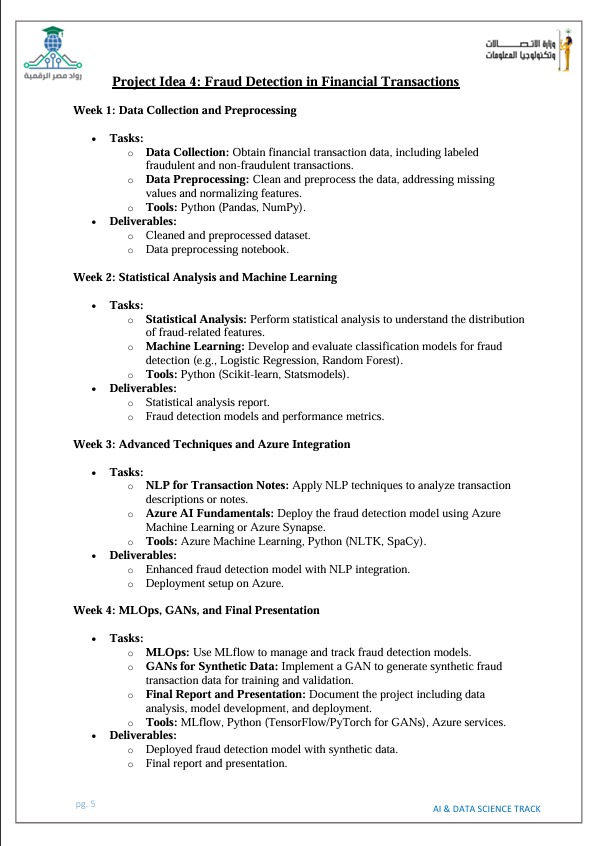 رواد مصر الرقمية
وزارة الاتصــــالات
وتكنولوجيا المعلومات
Project Idea 4: Fraud Detection in Financial Transactions
Week 1: Data Collection and Preprocessing
• Tasks:
o Data Collection: Obtain financial transaction data, including labeled
fraudulent and non-fraudulent transactions.
o Data Preprocessing: Clean and preprocess the data, addressing missing
values and normalizing features.
o Tools: Python (Pandas, NumPy).
• Deliverables:
o Cleaned and preprocessed dataset.
o Data preprocessing notebook.
Week 2: Statistical Analysis and Machine Learning
• Tasks:
o Statistical Analysis: Perform statistical analysis to understand the distribution
of fraud-related features.
o Machine Learning: Develop and evaluate classification models for fraud
detection (e.g., Logistic Regression, Random Forest).
o Tools: Python (Scikit-learn, Statsmodels).
• Deliverables:
o Statistical analysis report.
o Fraud detection models and performance metrics.
Week 3: Advanced Techniques and Azure Integration
• Tasks:
o NLP for Transaction Notes: Apply NLP techniques to analyze transaction
descriptions or notes.
o Azure AI Fundamentals: Deploy the fraud detection model using Azure
Machine Learning or Azure Synapse.
o Tools: Azure Machine Learning, Python (NLTK, SpaCy).
• Deliverables:
o Enhanced fraud detection model with NLP integration.
o Deployment setup on Azure.
Week 4: MLOps, GANs, and Final Presentation
• Tasks:
o MLOps: Use MLflow to manage and track fraud detection models.
o GANs for Synthetic Data: Implement a GAN to generate synthetic fraud
transaction data for training and validation.
o Final Report and Presentation: Document the project including data
analysis, model development, and deployment.
o Tools: MLflow, Python (TensorFlow/PyTorch for GANs), Azure services.
• Deliverables:
o Deployed fraud detection model with synthetic data.
o Final report and presentation.
pg. 5
AI & DATA SCIENCE TRACK